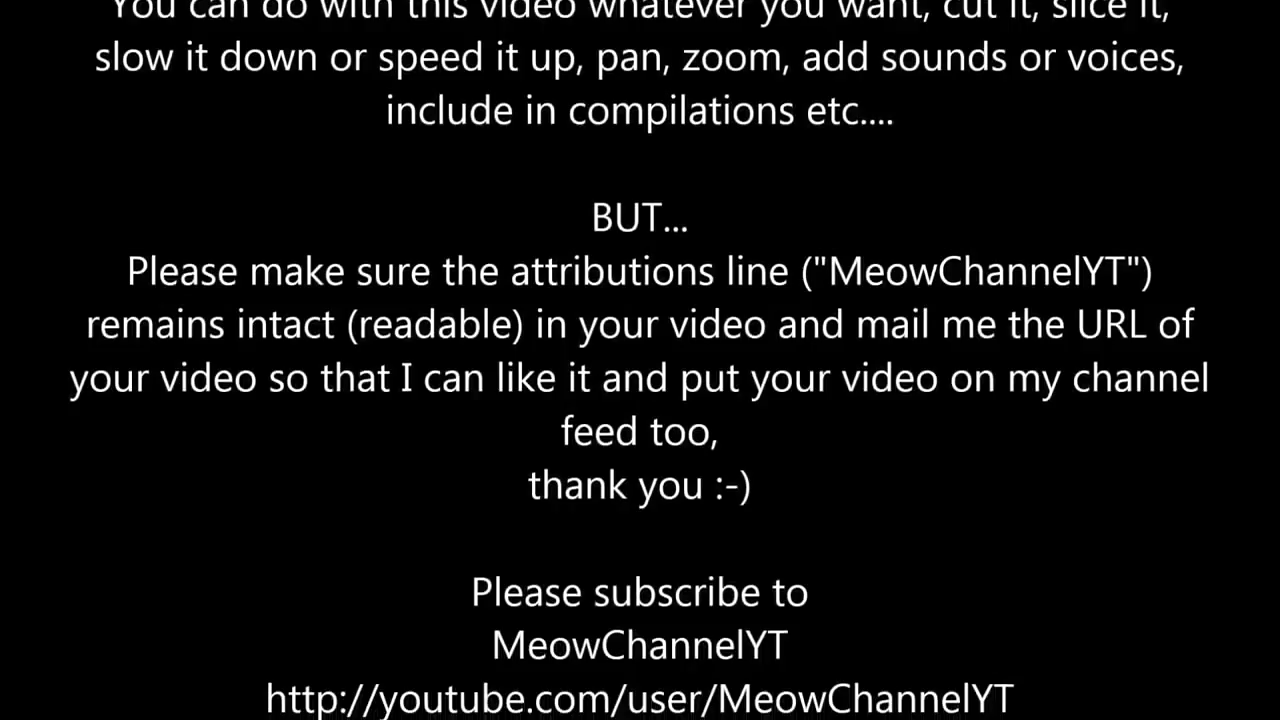 You can do with this video whatever you want, cut it, slice it,
slow it down or speed it up, pan, zoom, add sounds or voices,
include in compilations etc....
BUT...
Please make sure the attributions line ("MeowChannelYT")
remains intact (readable) in your video and mail me the URL of
your video so that I can like it and put your video on my channel
feed too,
thank you :-)
Please subscribe to
MeowChannelYT
http://youtube.com/user/MeowChannelYT